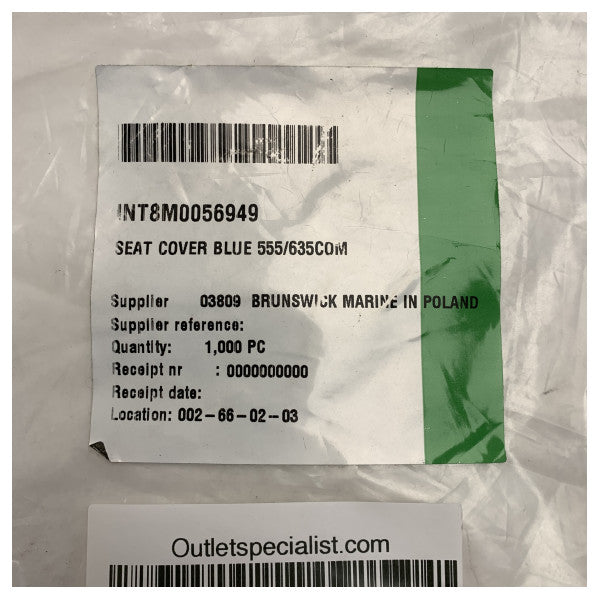 INT8M0056949
SEAT COVER BLUE 555/635COM
Supplier 03809 BRUNSWICK MARINE IN POLAND
Supplier reference:
Quantity: 1,000 PC
Receipt nr : 0000000000
Receipt date:
Location: 002-66-02-03
Outletspecialist.com